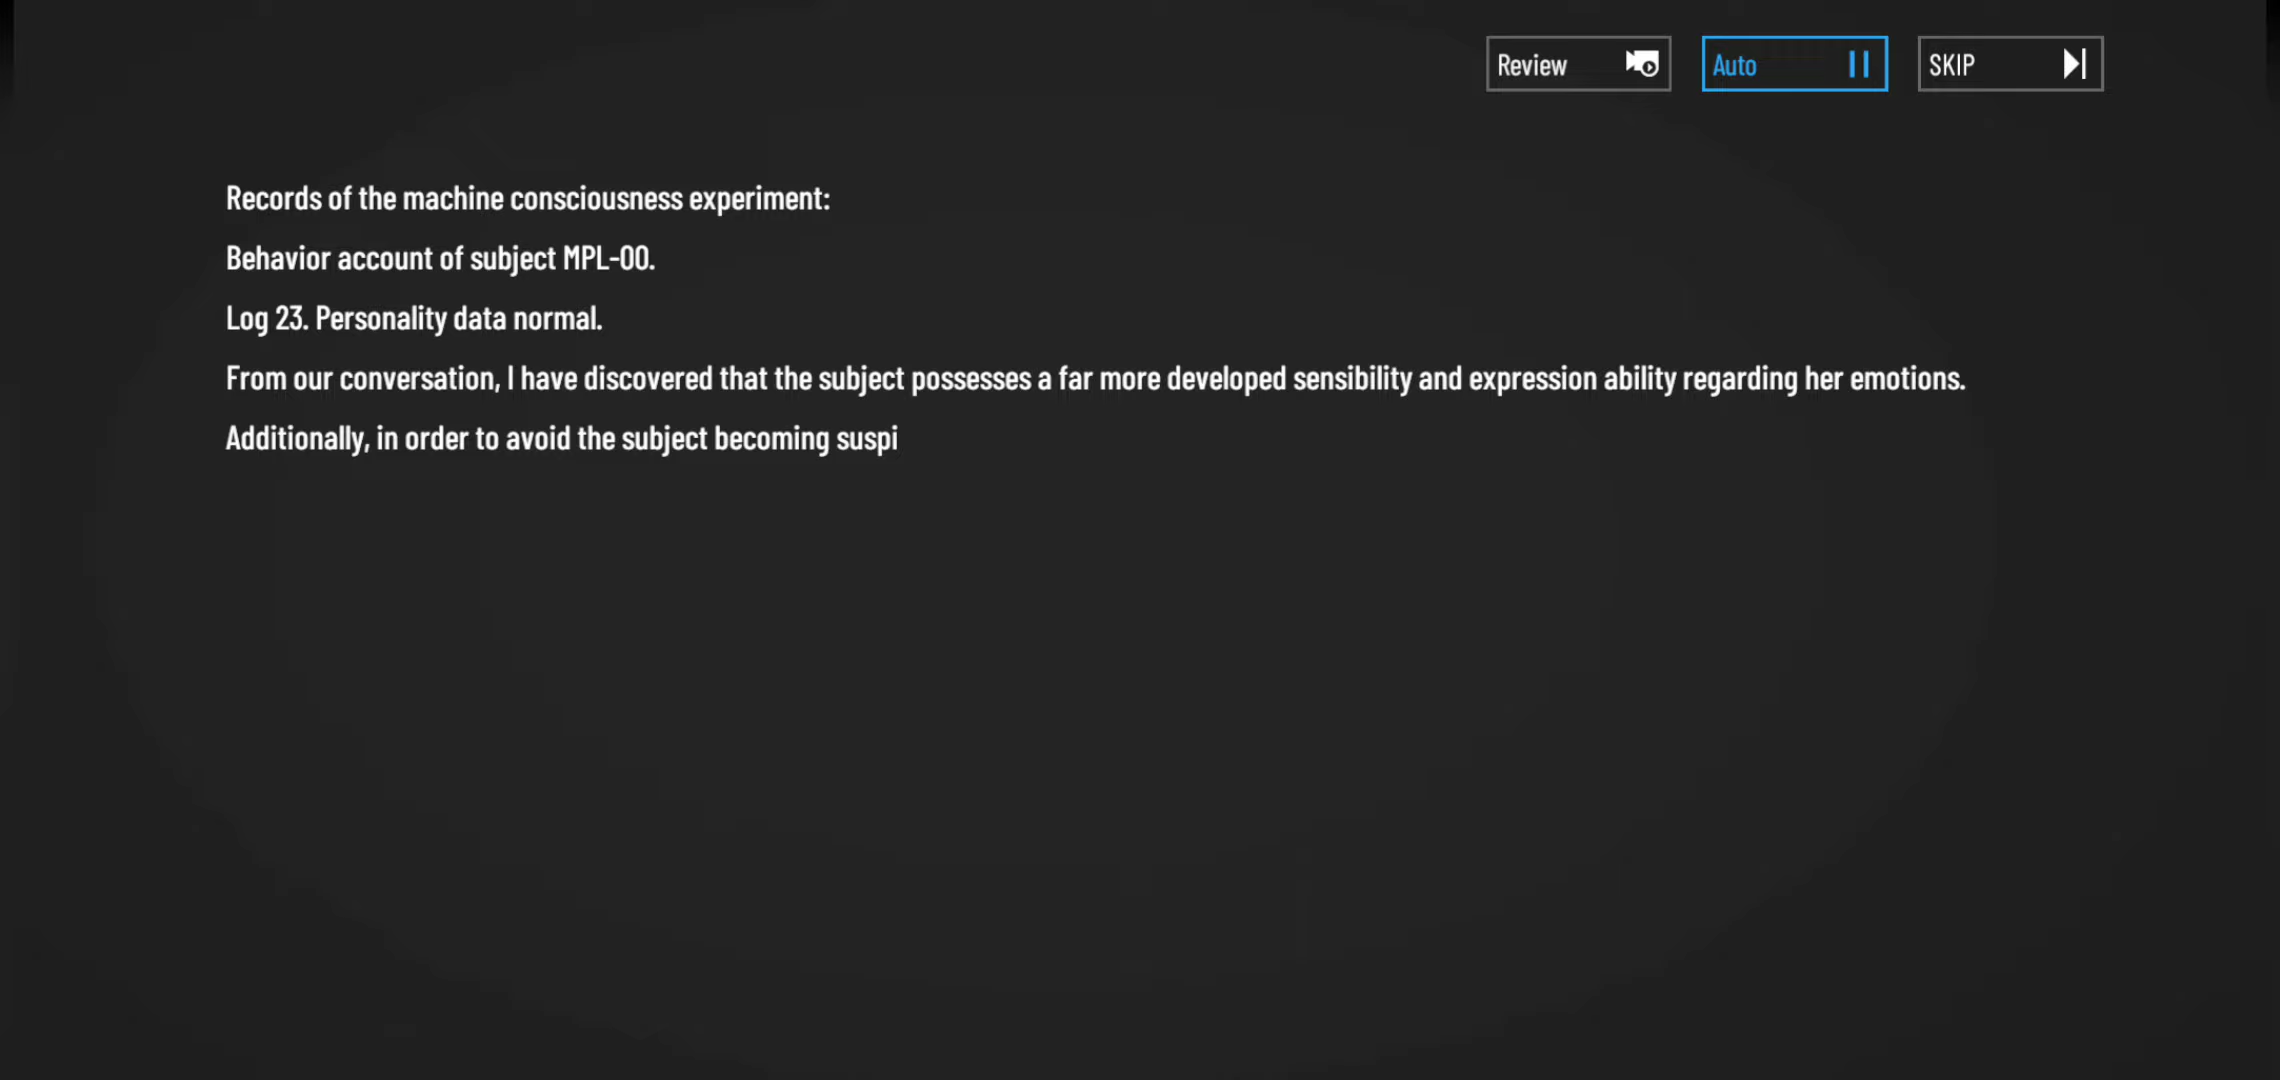 Review
Auto
SKIP
Records of the machine consciousness experiment:
Behavior account of subject MPL-00.
Log 23. Personality data normal.
From our conversation, I have discovered that the subject possesses a far more developed sensibility and expression ability regarding her emotions.
Additionally, in order to avoid the subject becoming suspi